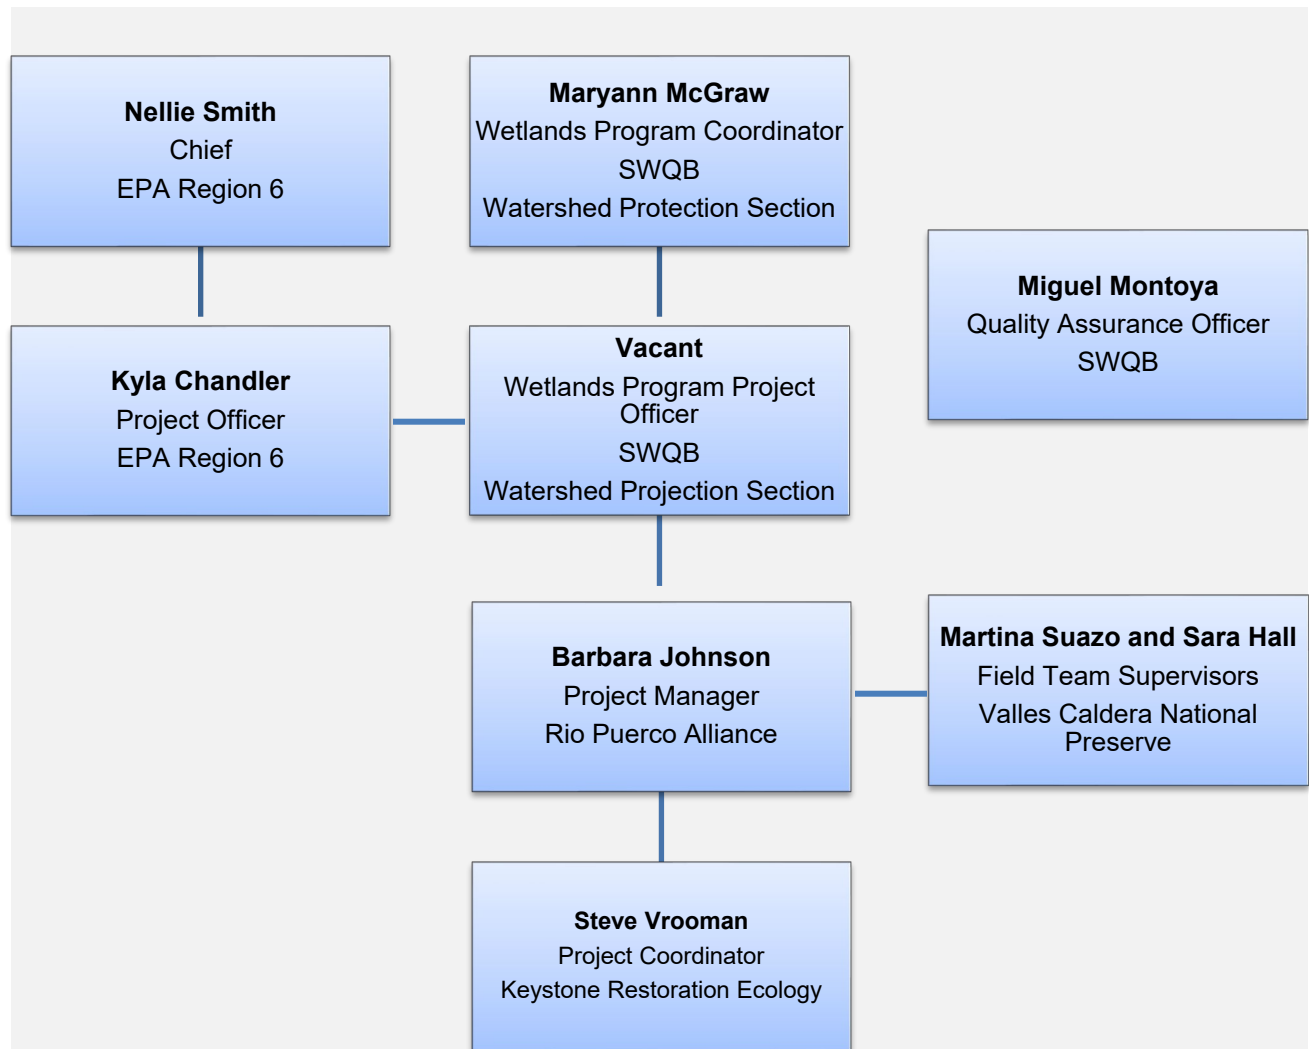 Nellie Smith
Chief
EPA Region 6
Maryann McGraw
Wetlands Program Coordinator
SWQB
Watershed Protection Section
Miguel Montoya
Quality Assurance Officer
SWQB
Kyla Chandler
Project Officer
EPA Region 6
Vacant
Wetlands Program Project
Officer
SWQB
Watershed Projection Section
Barbara Johnson
Project Manager
Rio Puerco Alliance
Martina Suazo and Sara Hall
Field Team Supervisors
Valles Caldera National
Preserve
Steve Vrooman
Project Coordinator
Keystone Restoration Ecology